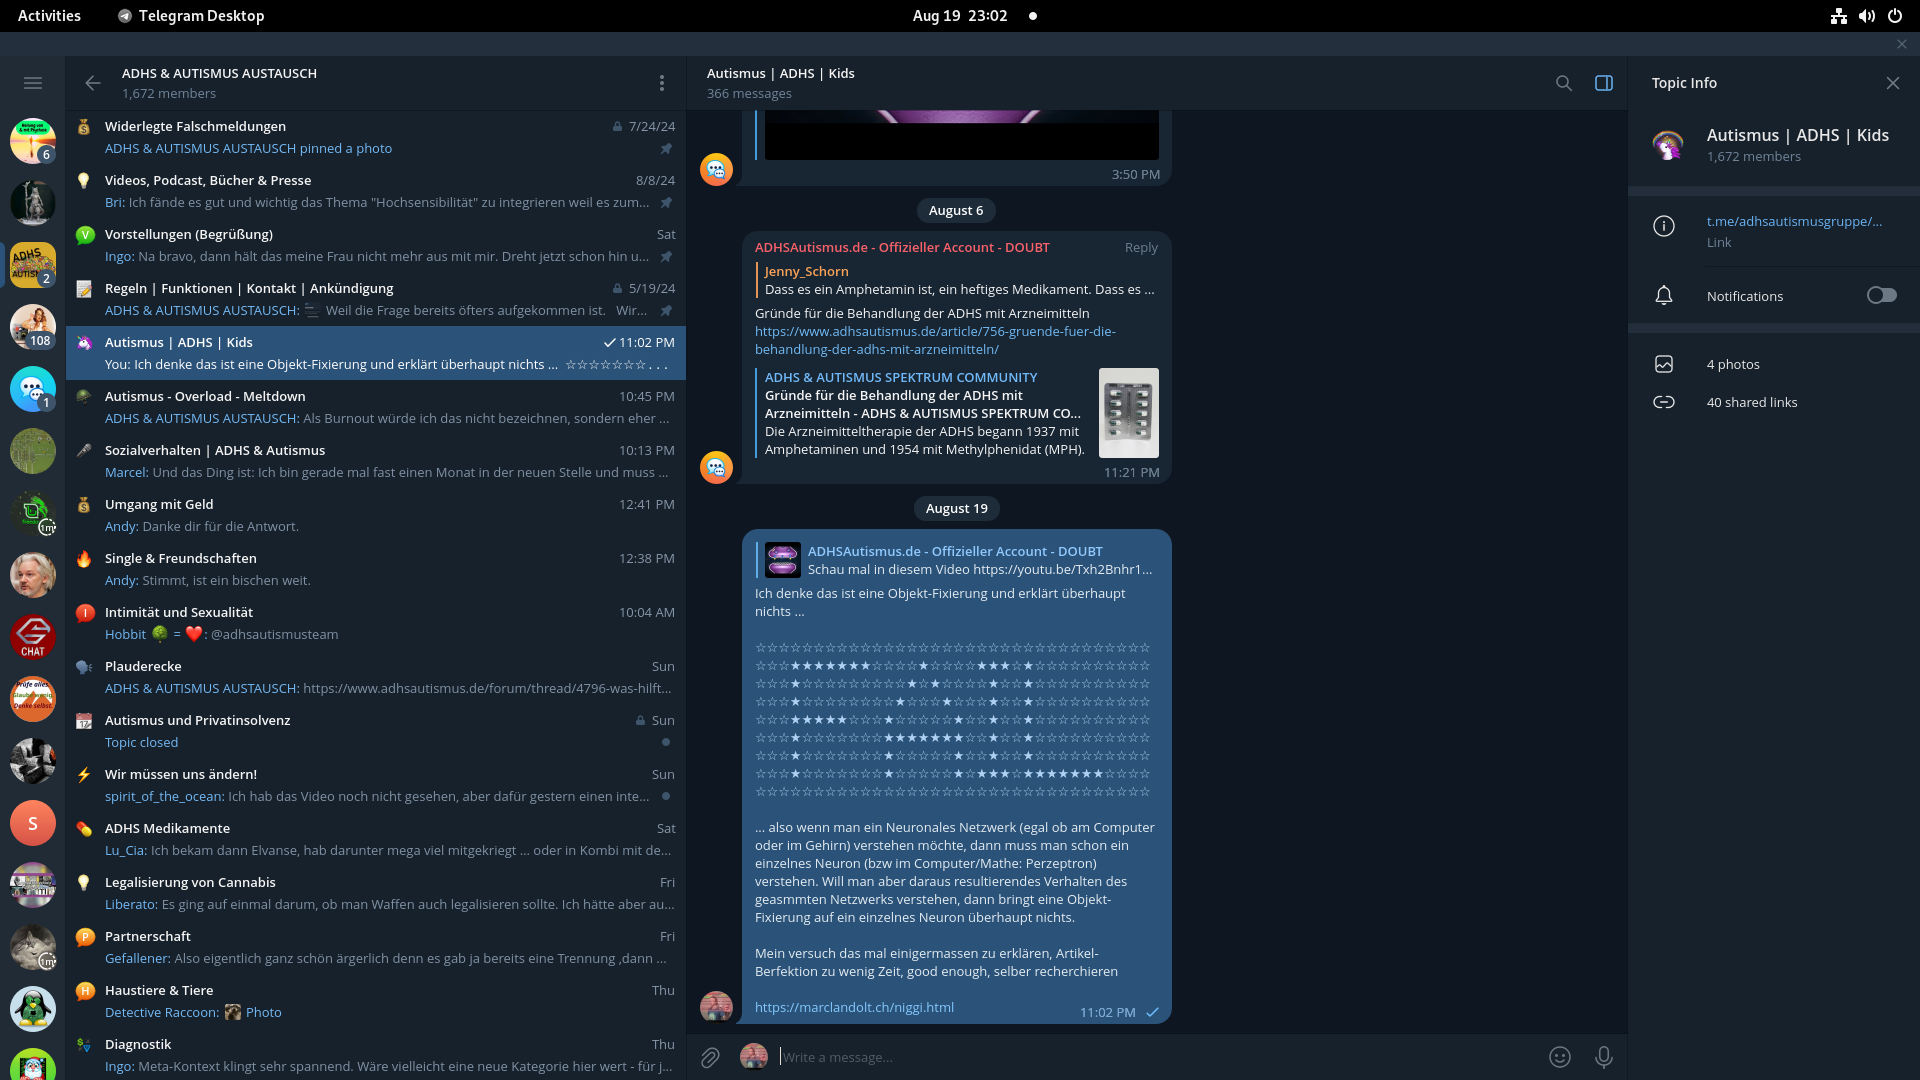 Activities
Telegram Desktop
Aug 19 23:02
ADHS & AUTISMUS AUSTAUSCH
1,672 members
6
2
108
1
1m
CHAT
S
1m
Widerlegte Falschmeldungen 7/24/24
ADHS & AUTISMUS AUSTAUSCH pinned a photo
Videos, Podcast, Bücher & Presse 8/8/24
Bri: Ich fände es gut und wichtig das Thema "Hochsensibilität" zu integrieren weil es zum...
V Vorstellungen (Begrüßung) Sat
Ingo: Na bravo, dann hält das meine Frau nicht mehr aus mit mir. Dreht jetzt schon hin u...
Regeln | Funktionen | Kontakt | Ankündigung 5/19/24
ADHS & AUTISMUS AUSTAUSCH: Weil die Frage bereits öfters aufgekommen ist. Wir...
Autismus | ADHS | Kids 11:02 PM
You: Ich denke das ist eine Objekt-Fixierung und erklärt überhaupt nichts ... ☆☆☆☆☆☆☆...
Autismus - Overload - Meltdown 10:45 PM
ADHS & AUTISMUS AUSTAUSCH: Als Burnout würde ich das nicht bezeichnen, sondern eher ...
Sozialverhalten | ADHS & Autismus 10:13 PM
Marcel: Und das Ding ist: Ich bin gerade mal fast einen Monat in der neuen Stelle und muss ...
Umgang mit Geld 12:41 PM
Andy: Danke dir für die Antwort.
Single & Freundschaften 12:38 PM
Andy: Stimmt, ist ein bischen weit.
I Intimität und Sexualität 10:04 AM
Hobbit 🌳 = ❤️: @adhsautismusteam
Plauderecke Sun
ADHS & AUTISMUS AUSTAUSCH: https://www.adhsautismus.de/forum/thread/4796-was-hilft...
Autismus und Privatinsolvenz Sun
Topic closed
Wir müssen uns ändern! Sun
spirit_of_the_ocean: Ich hab das Video noch nicht gesehen, aber dafür gestern einen inte...
ADHS Medikamente Sat
Lu_Cia: Ich bekam dann Elvanse, hab darunter mega viel mitgekriegt ... oder in Kombi mit de...
Legalisierung von Cannabis Fri
Liberato: Es ging auf einmal darum, ob man Waffen auch legalisieren sollte. Ich hätte aber au...
P Partnerschaft Fri
Gefallener: Also eigentlich ganz schön ärgerlich denn es gab ja bereits eine Trennung ,dann ...
H Haustiere & Tiere Thu
Detective Raccoon: Photo
Diagnostik Thu
Ingo: Meta-Kontext klingt sehr spannend. Wäre vielleicht eine neue Kategorie hier wert - für j...
Autismus | ADHS | Kids
366 messages
3:50 PM
August 6
ADHSAutismus.de - Offizieller Account - DOUBT Reply
Jenny_Schorn
Dass es ein Amphetamin ist, ein heftiges Medikament. Dass es ...
Gründe für die Behandlung der ADHS mit Arzneimitteln
https://www.adhsautismus.de/article/756-gruende-fuer-die-
behandlung-der-adhs-mit-arzneimitteln/
ADHS & AUTISMUS SPEKTRUM COMMUNITY
Gründe für die Behandlung der ADHS mit
Arzneimitteln - ADHS & AUTISMUS SPEKTRUM CO...
Die Arzneimitteltherapie der ADHS begann 1937 mit
Amphetaminen und 1954 mit Methylphenidat (MPH).
11:21 PM
August 19
ADHSAutismus.de - Offizieller Account - DOUBT
Schau mal in diesem Video https://youtu.be/Txh2Bnhr1...
Ich denke das ist eine Objekt-Fixierung und erklärt überhaupt
nichts ...
FAIL
... also wenn man ein Neuronales Netzwerk (egal ob am Computer
oder im Gehirn) verstehen möchte, dann muss man schon ein
einzelnes Neuron (bzw im Computer/Mathe: Perzeptron)
verstehen. Will man aber daraus resultierendes Verhalten des
geasmmten Netzwerks verstehen, dann bringt eine Objekt-
Fixierung auf ein einzelnes Neuron überhaupt nichts.
Mein versuch das mal einigermassen zu erklären, Artikel-
Berfektion zu wenig Zeit, good enough, selber recherchieren
https://marclandolt.ch/niggi.html
11:02 PM
Write a message...
Topic Info
Autismus | ADHS | Kids
1,672 members
t.me/adhsautismusgruppe/...
Link
Notifications
4 photos
40 shared links